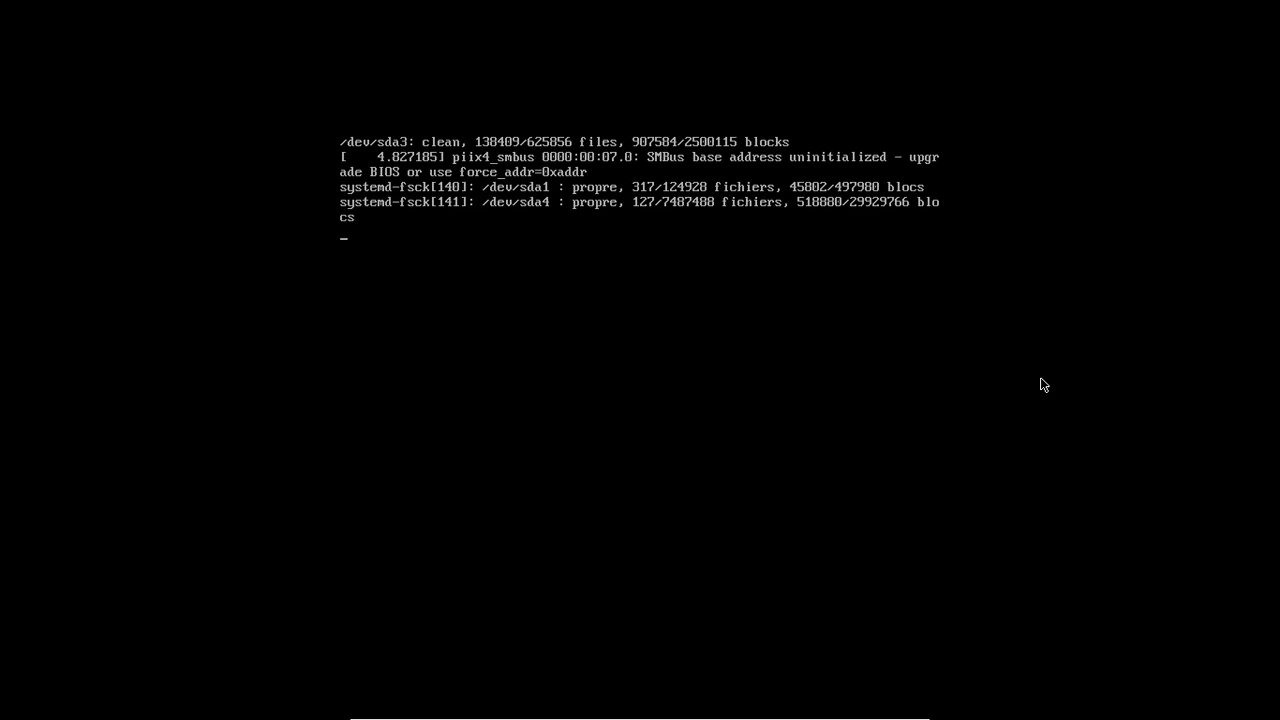 /dev/sda3: clean, 138409/625856 files, 907584/2500115 blocks
[    4.827185] piix4_smbus 0000:00:07.0: SMBus base address uninitialized - upgr
ade BIOS or use force_addr=0xaddr
systemd-fsck[140]: /dev/sda1 : propre, 317/124928 fichiers, 45802/497980 blocs
systemd-fsck[141]: /dev/sda4 : propre, 127/7487488 fichiers, 518880/29929766 blo
cs
_